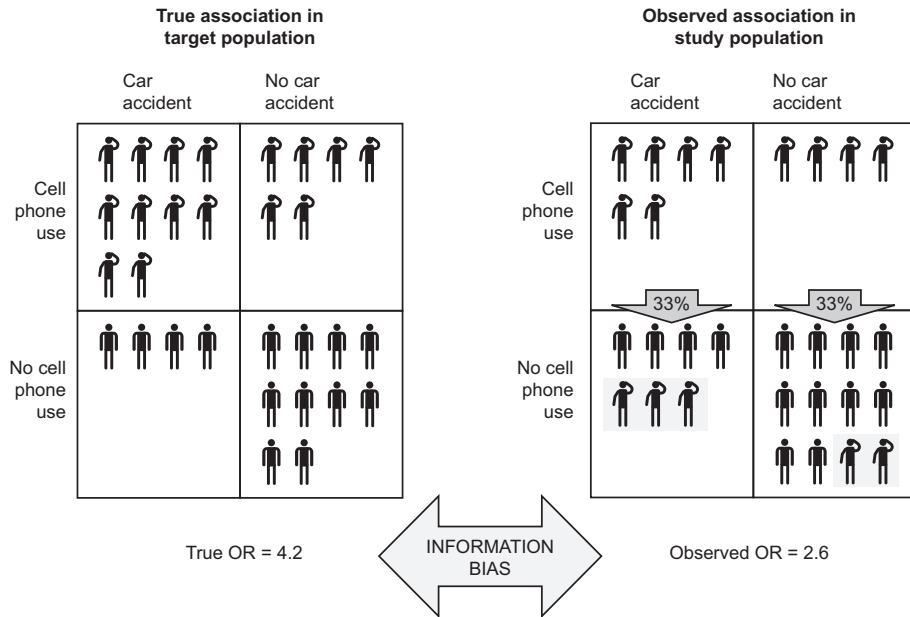 True association in
target population
Observed association in
study population
Car
accident
No car
accident
Car
accident
No car
accident
Cell
phone
use
Cell
phone
use
33%
33%
No cell
phone
use
No cell
phone
use
True OR = 4.2
INFORMATION
BIAS
Observed OR = 2.6